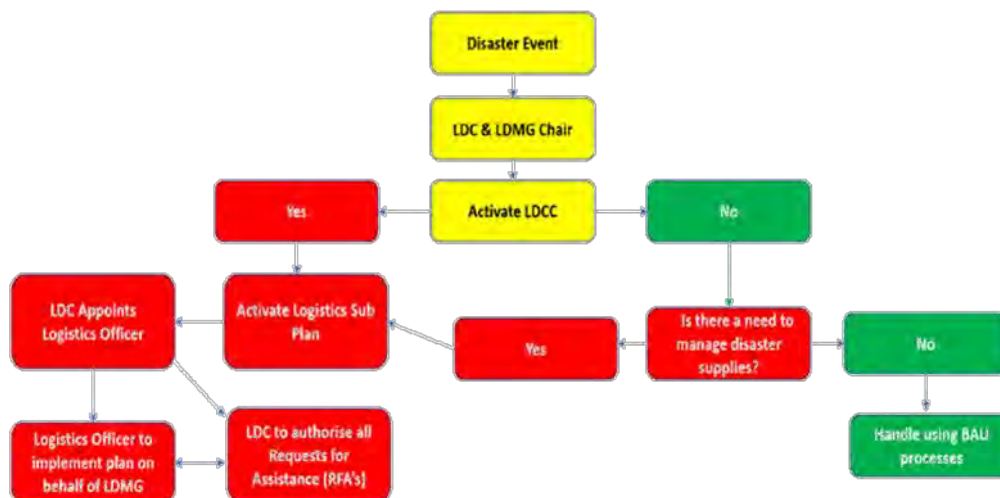 Disaster Event
LDC & LDMG Chair
Yes
Activate LDCC
No
LDC Appoints
Logistics Officer
Activate Logistics Sub
Plan
Yes
Is there a need to
manage disaster
supplies?
No
Logistics Officer to
implement plan on
behalf of LDMG
LDC to authorise all
Requests for
Assistance (RFA's)
Handle using BAU
processes